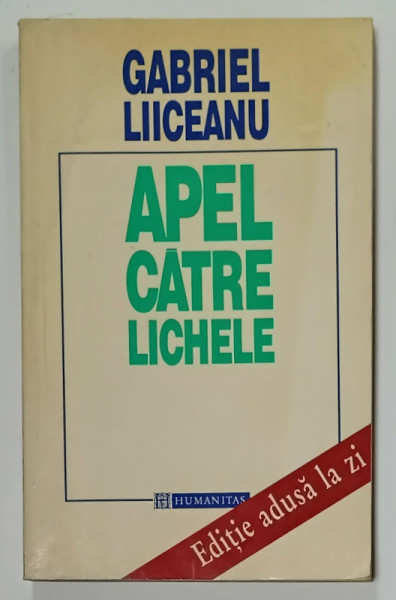 GABRIEL
LIICEANU
APEL
CĂTRE
LICHELE
HUMANITAS
Ediție adusă la zi